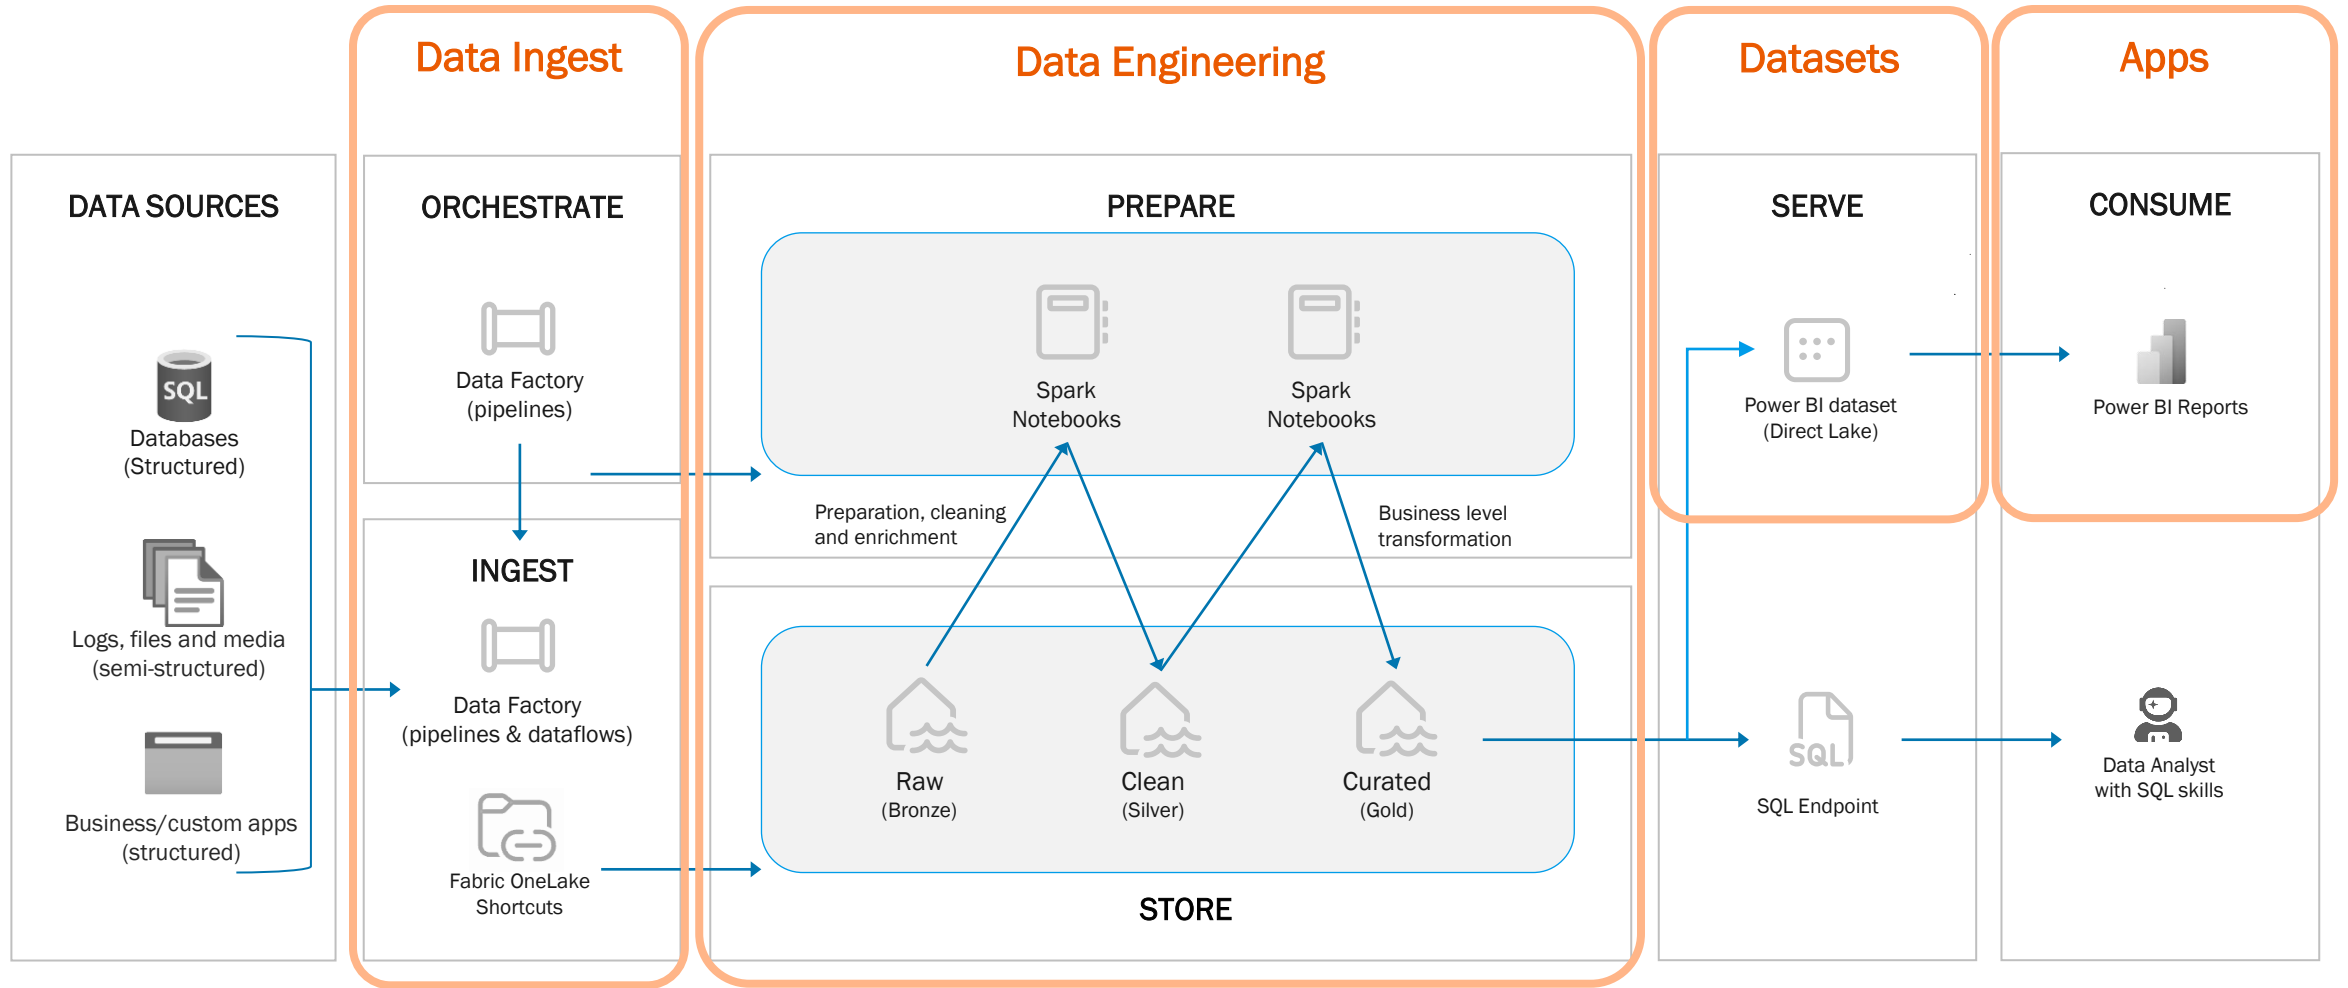 Data Ingest
Data Engineering
Datasets
Apps
DATA SOURCES
SQL
Databases
(Structured)
Logs, files and media
(semi-structured)
Business/custom apps
(structured)
ORCHESTRATE
Data Factory
(pipelines)
INGEST
Data Factory
(pipelines & dataflows)
Fabric OneLake
Shortcuts
PREPARE
Spark
Notebooks
Spark
Notebooks
Preparation, cleaning
and enrichment
Business level
transformation
Raw
(Bronze)
Clean
(Silver)
Curated
(Gold)
STORE
SERVE
Power BI dataset
(Direct Lake)
SQL
SQL Endpoint
CONSUME
Power BI Reports
Data Analyst
with SQL skills